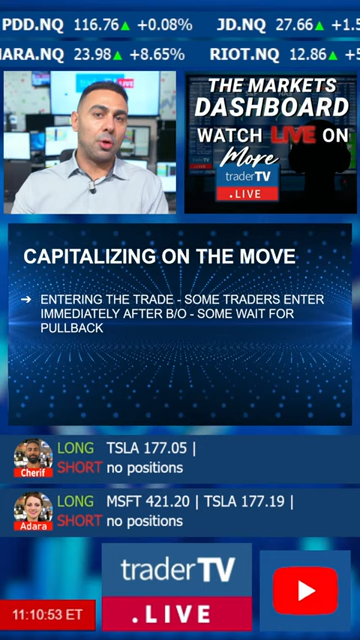 PDD.NQ 116.76▲ +0.08% JD.NQ 27.66▲ +1.5
MARA.NQ 23.98▲ +8.65% RIOT.NQ 12.86▲ +5
THE MARKETS
DASHBOARD
WATCH LIVE ON
More
traderTV
.LIVE
CAPITALIZING ON THE MOVE
➔ ENTERING THE TRADE - SOME TRADERS ENTER
IMMEDIATELY AFTER B/O - SOME WAIT FOR
PULLBACK
LONG TSLA 177.05 |
SHORT no positions
Cherif
LONG MSFT 421.20 | TSLA 177.19 |
SHORT no positions
Adara
traderTV
.LIVE
11:10:53 ET